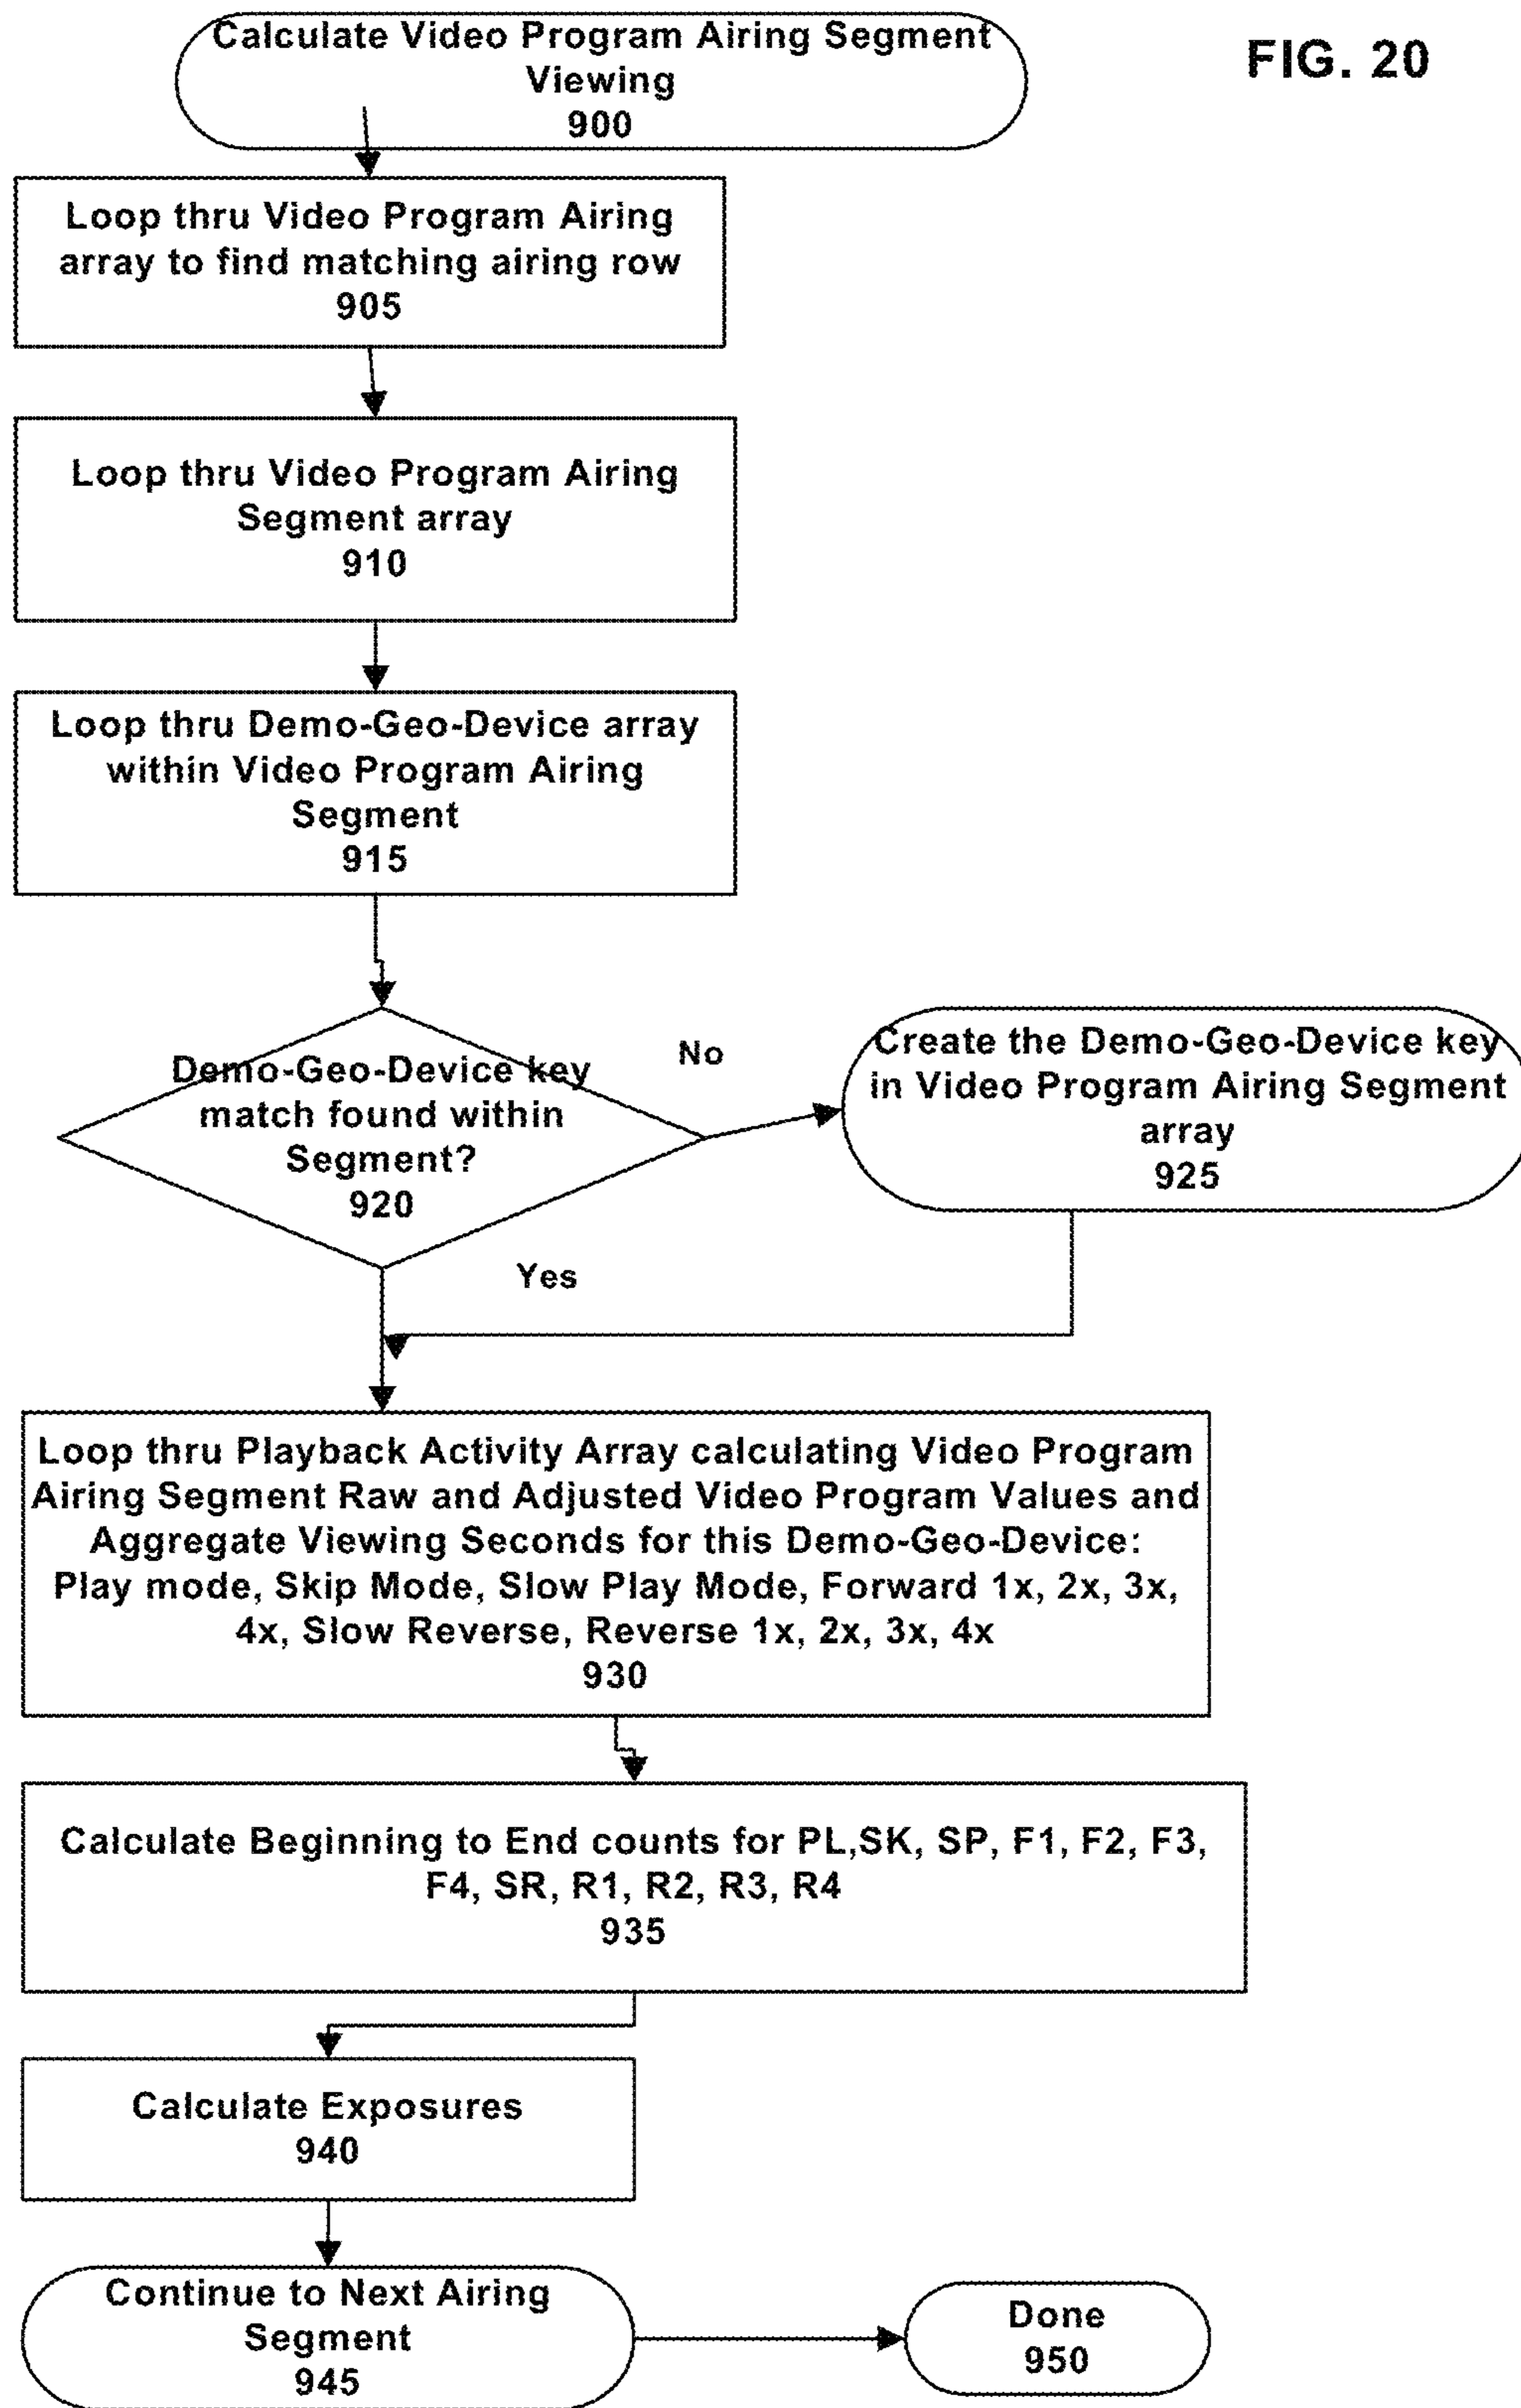 Calculate Video Program Airing Segment
Viewing
900
FIG. 20
Loop thru Video Program Airing
array to find matching airing row
905
Loop thru Video Program Airing
Segment array
910
Loop thru Demo-Geo-Device array
within Video Program Airing
Segment
915
Demo-Geo-Device key
match found within
Segment?
920
No
Create the Demo-Geo-Device key
in Video Program Airing Segment
array
925
Yes
Loop thru Playback Activity Array calculating Video Program
Airing Segment Raw and Adjusted Video Program Values and
Aggregate Viewing Seconds for this Demo-Geo-Device:
Play mode, Skip Mode, Slow Play Mode, Forward 1x, 2x, 3x,
4x, Slow Reverse, Reverse 1x, 2x, 3x, 4x
930
Calculate Beginning to End counts for PL,SK, SP, F1, F2, F3,
F4, SR, R1, R2, R3, R4
935
Calculate Exposures
940
Continue to Next Airing
Segment
945
Done
950